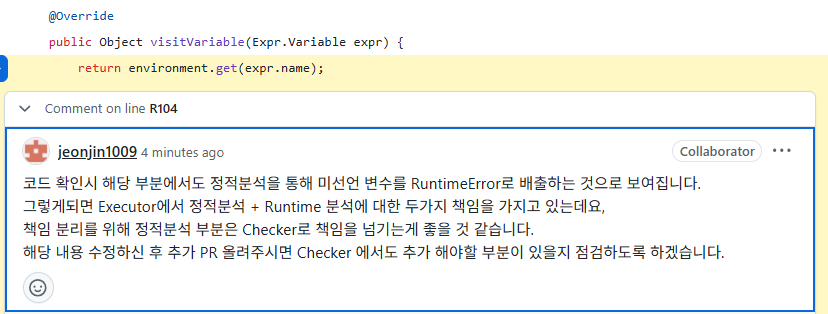 @Override
public Object visitVariable(Expr.Variable expr) {
return environment.get(expr.name);
Comment on line R104
jeonjin1009 4 minutes ago Collaborator
코드 확인시 해당 부분에서도 정적분석을 통해 미선언 변수를 RuntimeError로 배출하는 것으로 보여집니다.
그렇게되면 Executor에서 정적분석 + Runtime 분석에 대한 두가지 책임을 가지고 있는데요,
책임 분리를 위해 정적분석 부분은 Checker로 책임을 넘기는게 좋을 것 같습니다.
해당 내용 수정하신 후 추가 PR 올려주시면 Checker 에서도 추가 해야할 부분이 있을지 점검하도록 하겠습니다.